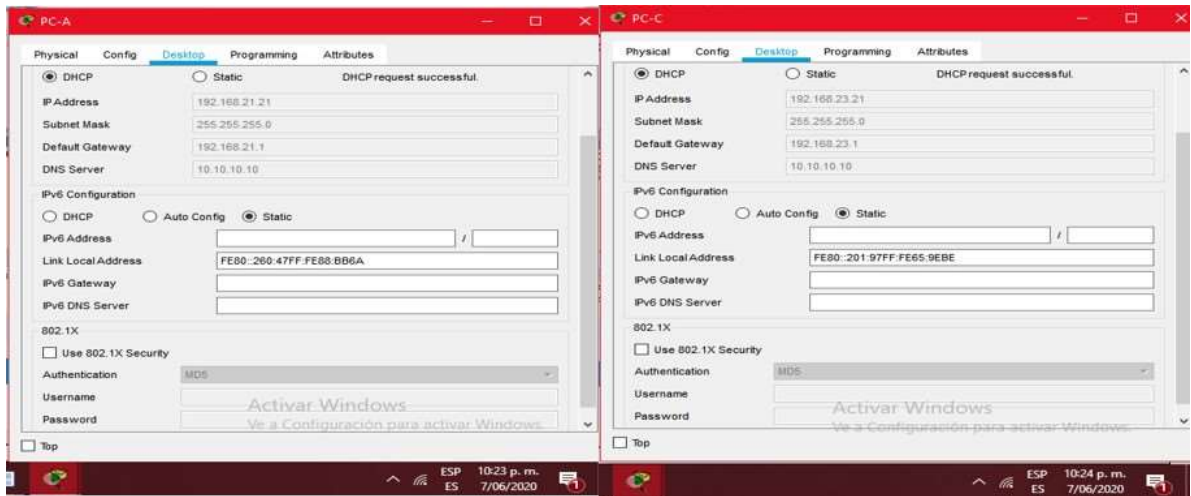 PC-A
Physical Config Desktop Programming Attributes
DHCP Static DHCP request successful.
IP Address 192.168.21.21
Subnet Mask 255.255.255.0
Default Gateway 192.168.21.1
DNS Server 10.10.10.10
IPv6 Configuration
DHCP Auto Config Static
IPv6 Address /
Link Local Address FE80::260:47FF:FE88:BB6A
IPv6 Gateway
IPv6 DNS Server
802.1X
Use 802.1X Security
Authentication MD5
Username
Password
Activar Windows
Ve a Configuración para activar Windows.
Top
ESP 10:23 p. m.
ES 7/06/2020
1
PC-C
Physical Config Desktop Programming Attributes
DHCP Static DHCP request successful.
IP Address 192.168.23.21
Subnet Mask 255.255.255.0
Default Gateway 192.168.23.1
DNS Server 10.10.10.10
IPv6 Configuration
DHCP Auto Config Static
IPv6 Address /
Link Local Address FE80::201:97FF:FE65:9EBE
IPv6 Gateway
IPv6 DNS Server
802.1X
Use 802.1X Security
Authentication MD5
Username
Password
Activar Windows
Ve a Configuración para activar Windows.
Top
ESP 10:24 p. m.
ES 7/06/2020
1